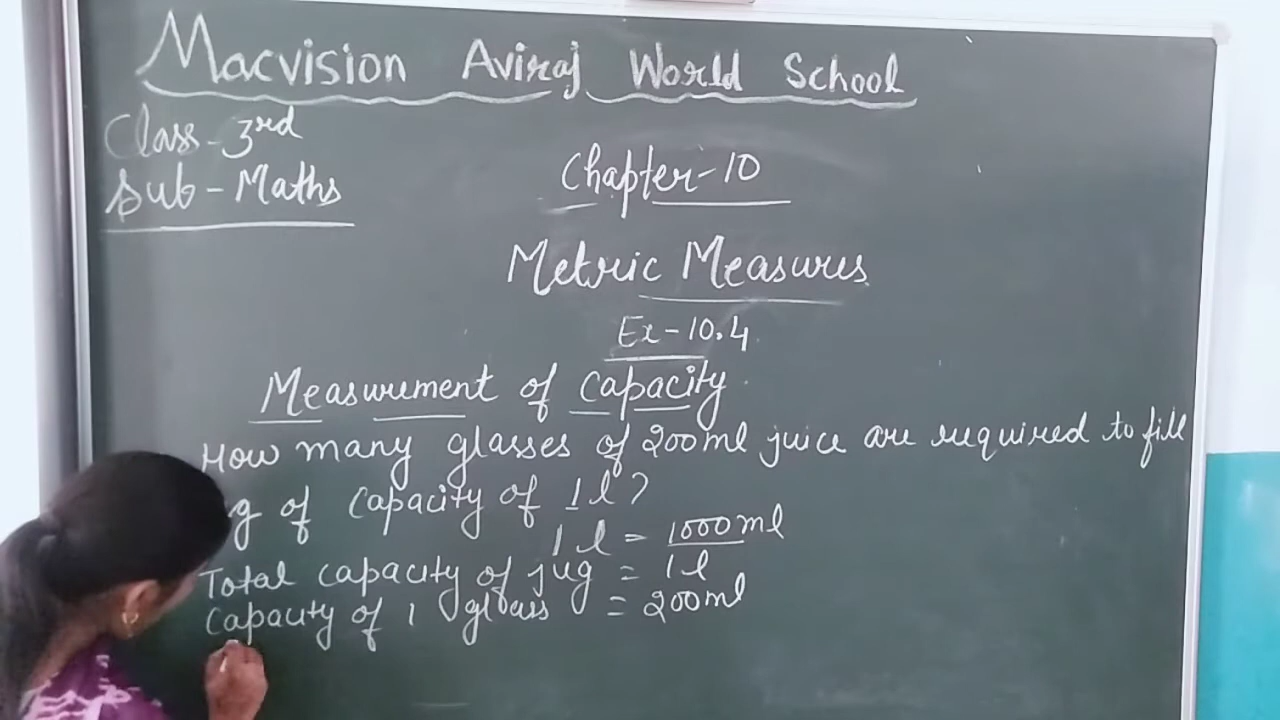 Macvision Aviraj World School
Class - 3rd
Sub - Maths
Chapter-10
Metric Measures
Ex-10.4
Measurement of Capacity
How many glasses of 200ml juice are required to fill
of capacity of 1l?
1l = 1000ml
Total capacity of jug = 1l
Capacity of 1 glass = 200ml